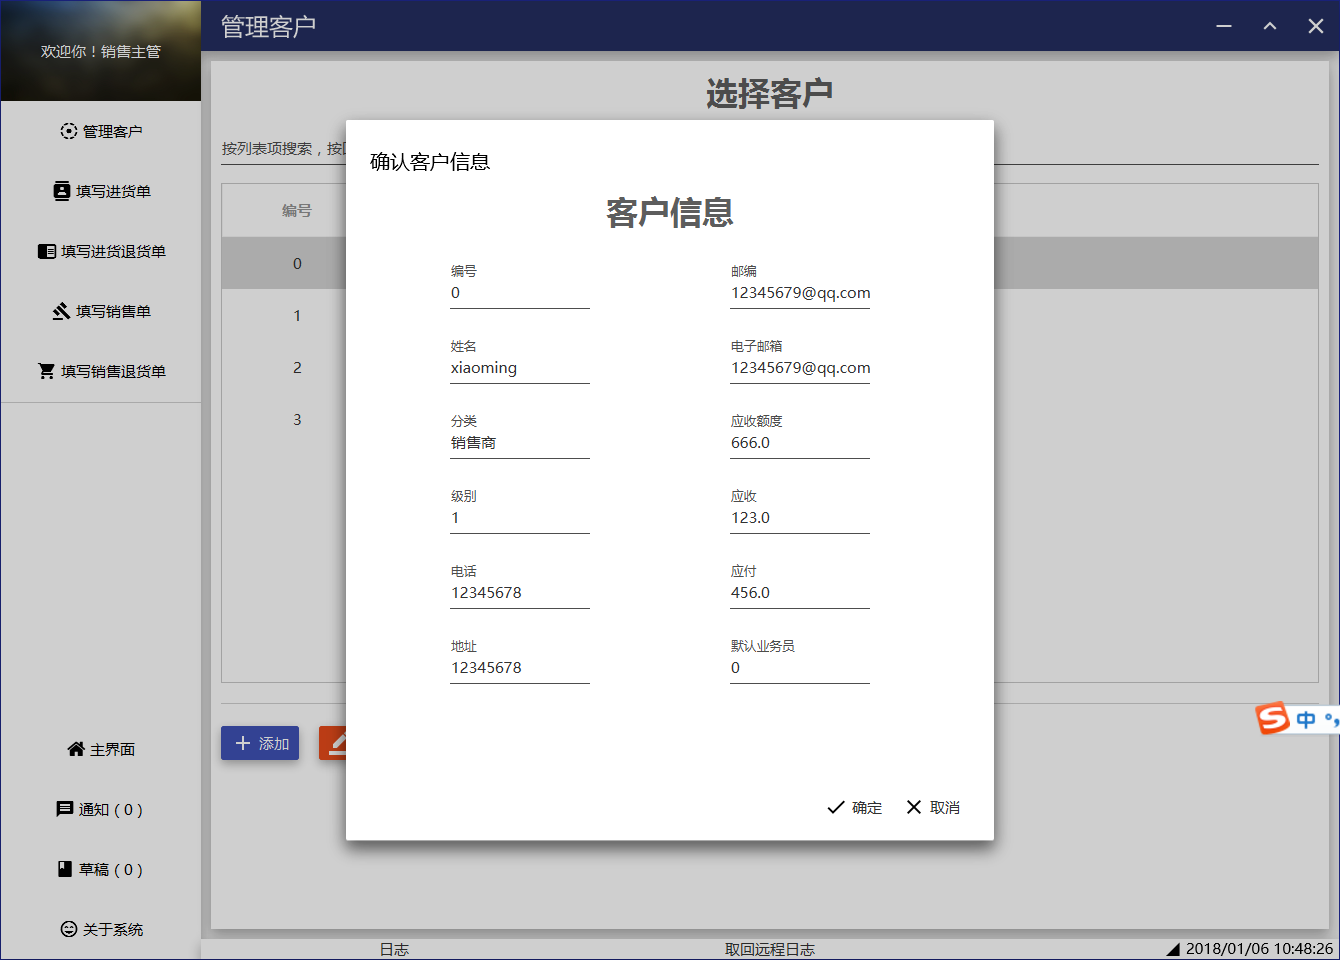 欢迎你！销售主管
管理客户
填写进货单
填写进货退货单
填写销售单
填写销售退货单
主界面
通知（0）
草稿（0）
关于系统
管理客户
选择客户
按列表项搜索，按
编号
0
1
2
3
添加
确认客户信息
客户信息
编号
0
邮编
12345679@qq.com
姓名
xiaoming
电子邮箱
12345679@qq.com
分类
销售商
应收额度
666.0
级别
1
应收
123.0
电话
12345678
应付
456.0
地址
12345678
默认业务员
0
确定
取消
中
日志
取回远程日志
2018/01/06 10:48:26